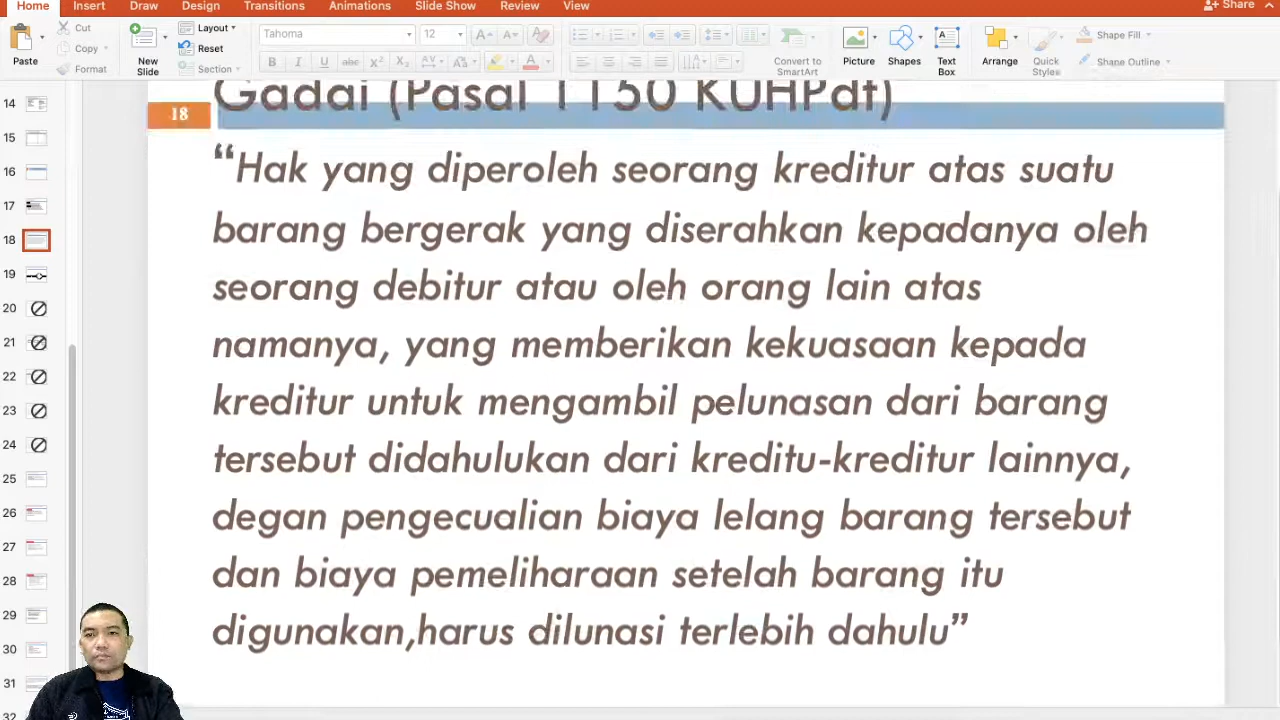 Home Insert Draw Design Transitions Animations Slide Show Review View Share
Paste Cut Copy Format New Slide Layout Reset Section
Tahoma 12
B I U abc X X AV A
Convert to SmartArt Picture Shapes Text Box Arrange Quick Styles Shape Fill Shape Outline
14
15
16
17
18
19
20
21
22
23
24
25
26
27
28
29
30
31
32
Gadai (Pasal 1150 KUHPdt)
18
“Hak yang diperoleh seorang kreditur atas suatu
barang bergerak yang diserahkan kepadanya oleh
seorang debitur atau oleh orang lain atas
namanya, yang memberikan kekuasaan kepada
kreditur untuk mengambil pelunasan dari barang
tersebut didahulukan dari kreditu-kreditur lainnya,
degan pengecualian biaya lelang barang tersebut
dan biaya pemeliharaan setelah barang itu
digunakan,harus dilunasi terlebih dahulu”